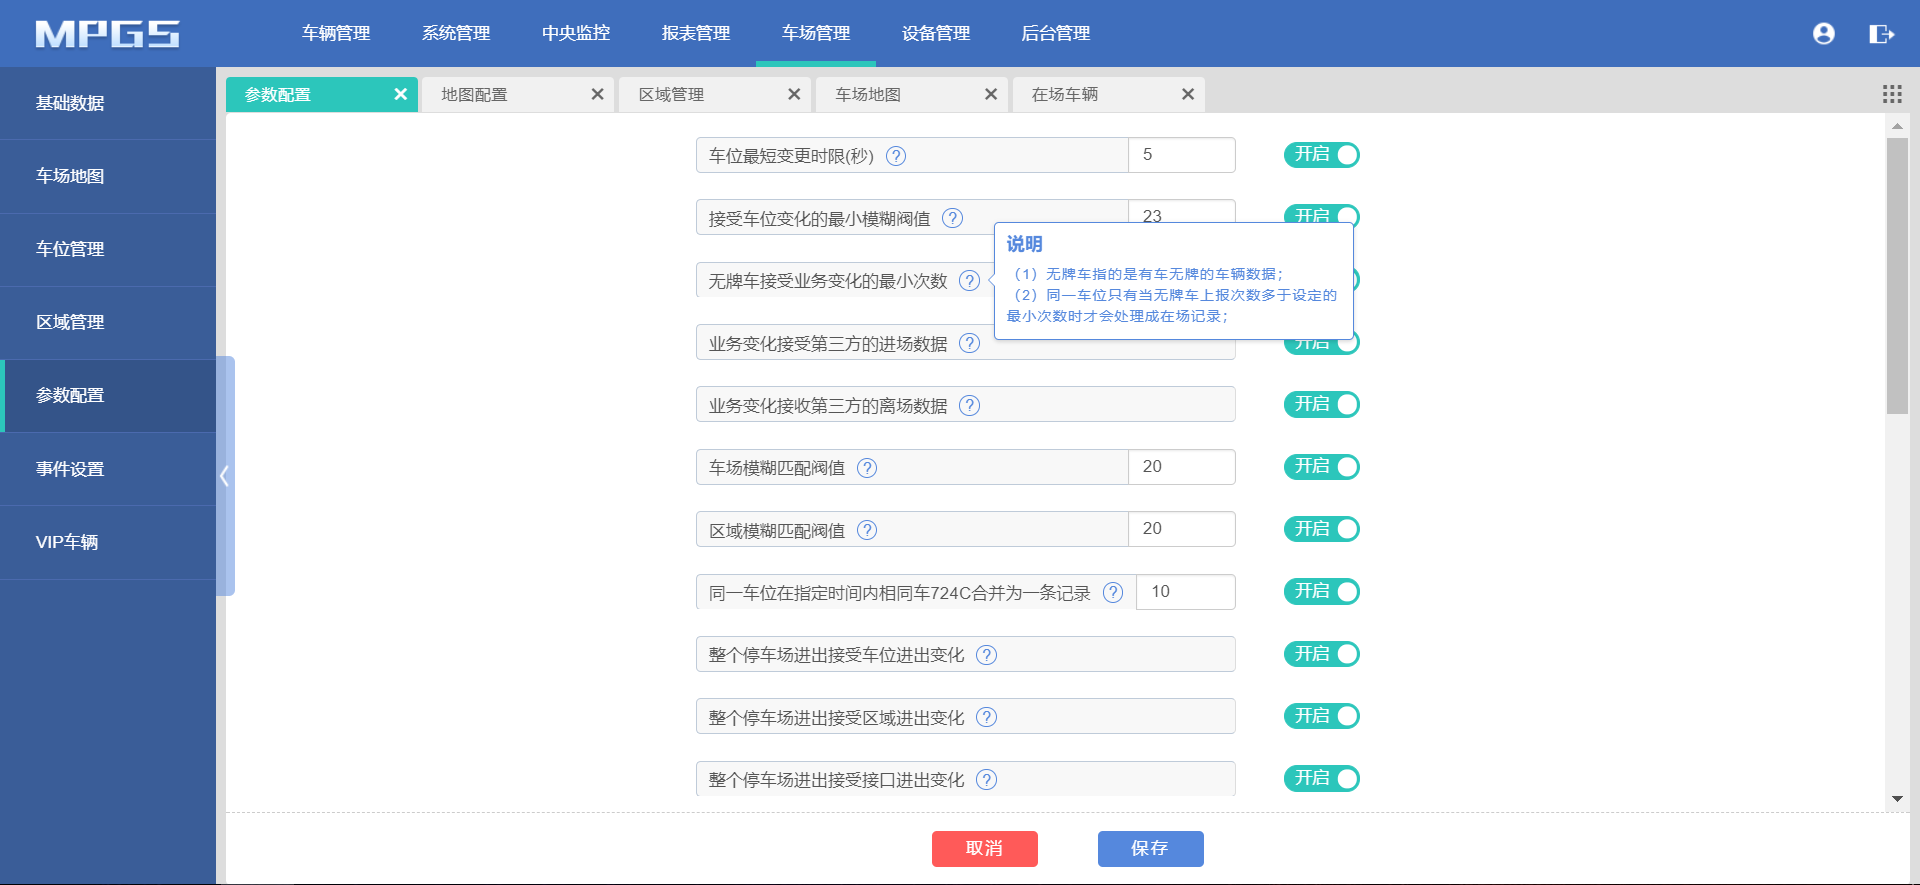 MPGS
车辆管理 系统管理 中央监控 报表管理 车场管理 设备管理 后台管理
基础数据
车场地图
车位管理
区域管理
参数配置
事件设置
VIP车辆
参数配置 地图配置 区域管理 车场地图 在场车辆
车位最短变更时限(秒) ? 5 开启
接受车位变化的最小模糊阀值 ? 23 开启
无牌车接受业务变化的最小次数 ?
说明
（1）无牌车指的是有车无牌的车辆数据；
（2）同一车位只有当无牌车上报次数多于设定的
最小次数时才会处理成在场记录；
业务变化接受第三方的进场数据 ? 开启
业务变化接收第三方的离场数据 ? 开启
车场模糊匹配阀值 ? 20 开启
区域模糊匹配阀值 ? 20 开启
同一车位在指定时间内相同车724C合并为一条记录 ? 10 开启
整个停车场进出接受车位进出变化 ? 开启
整个停车场进出接受区域进出变化 ? 开启
整个停车场进出接受接口进出变化 ? 开启
取消 保存